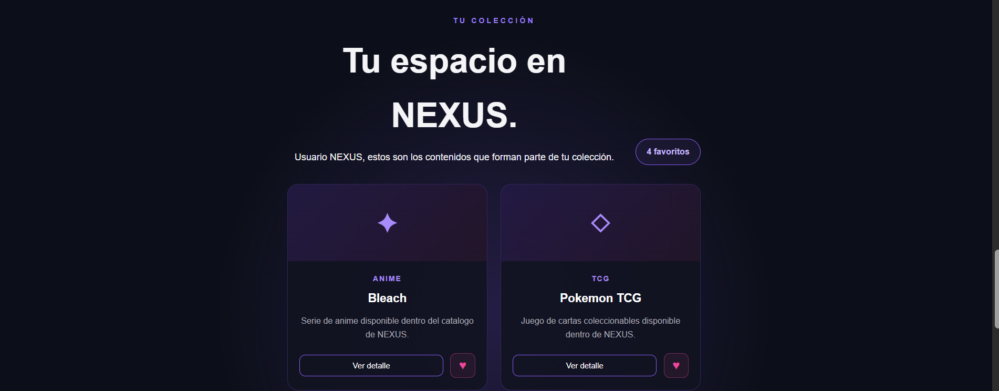 TU COLECCIÓN
Tu espacio en
NEXUS.
Usuario NEXUS, estos son los contenidos que forman parte de tu colección.
4 favoritos
ANIME
Bleach
Serie de anime disponible dentro del catalogo
de NEXUS.
Ver detalle
TCG
Pokemon TCG
Juego de cartas coleccionables disponible
dentro de NEXUS.
Ver detalle